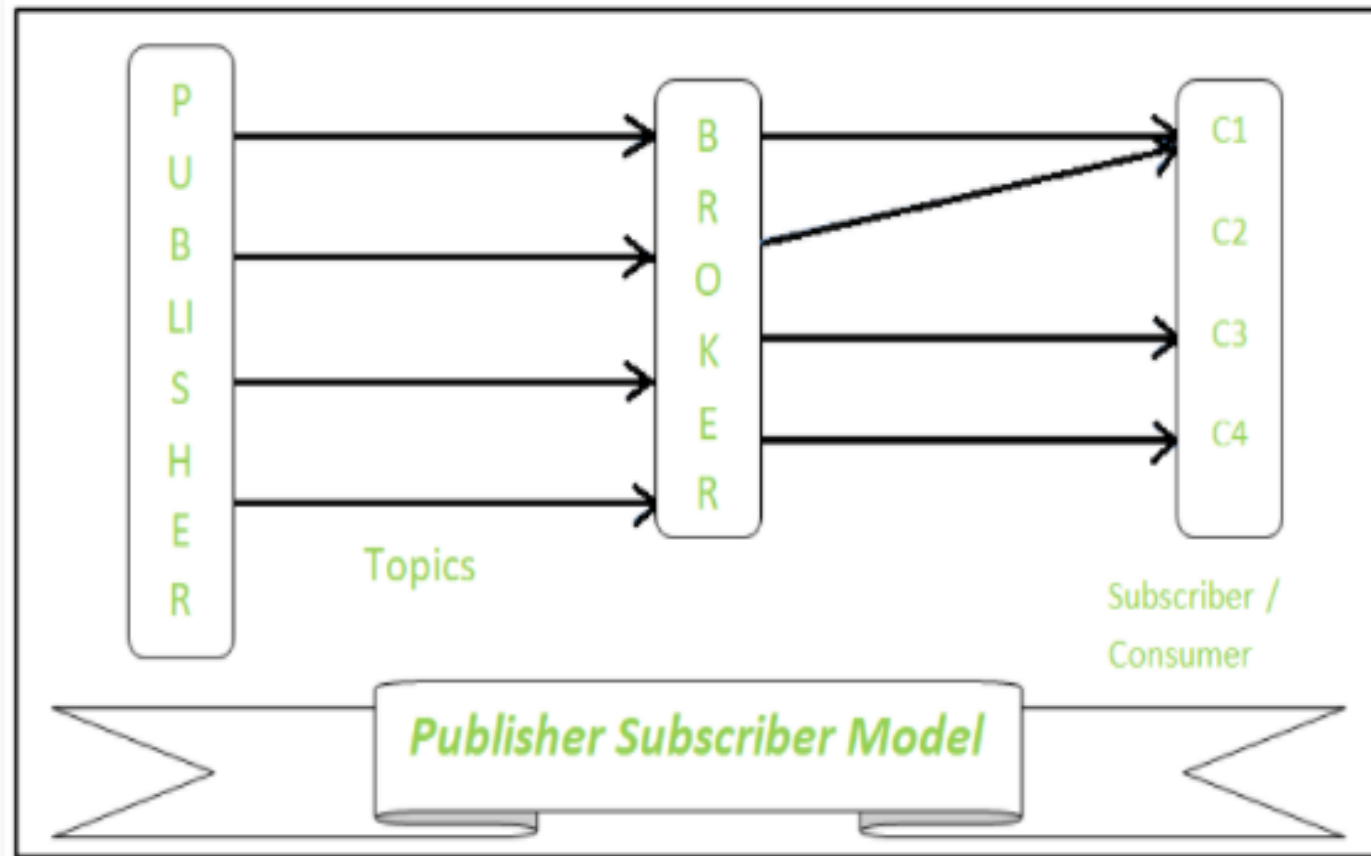 P
U
B
LI
S
H
E
R
B
R
O
K
E
R
C1
C2
C3
C4
Topics
Subscriber /
Consumer
Publisher Subscriber Model